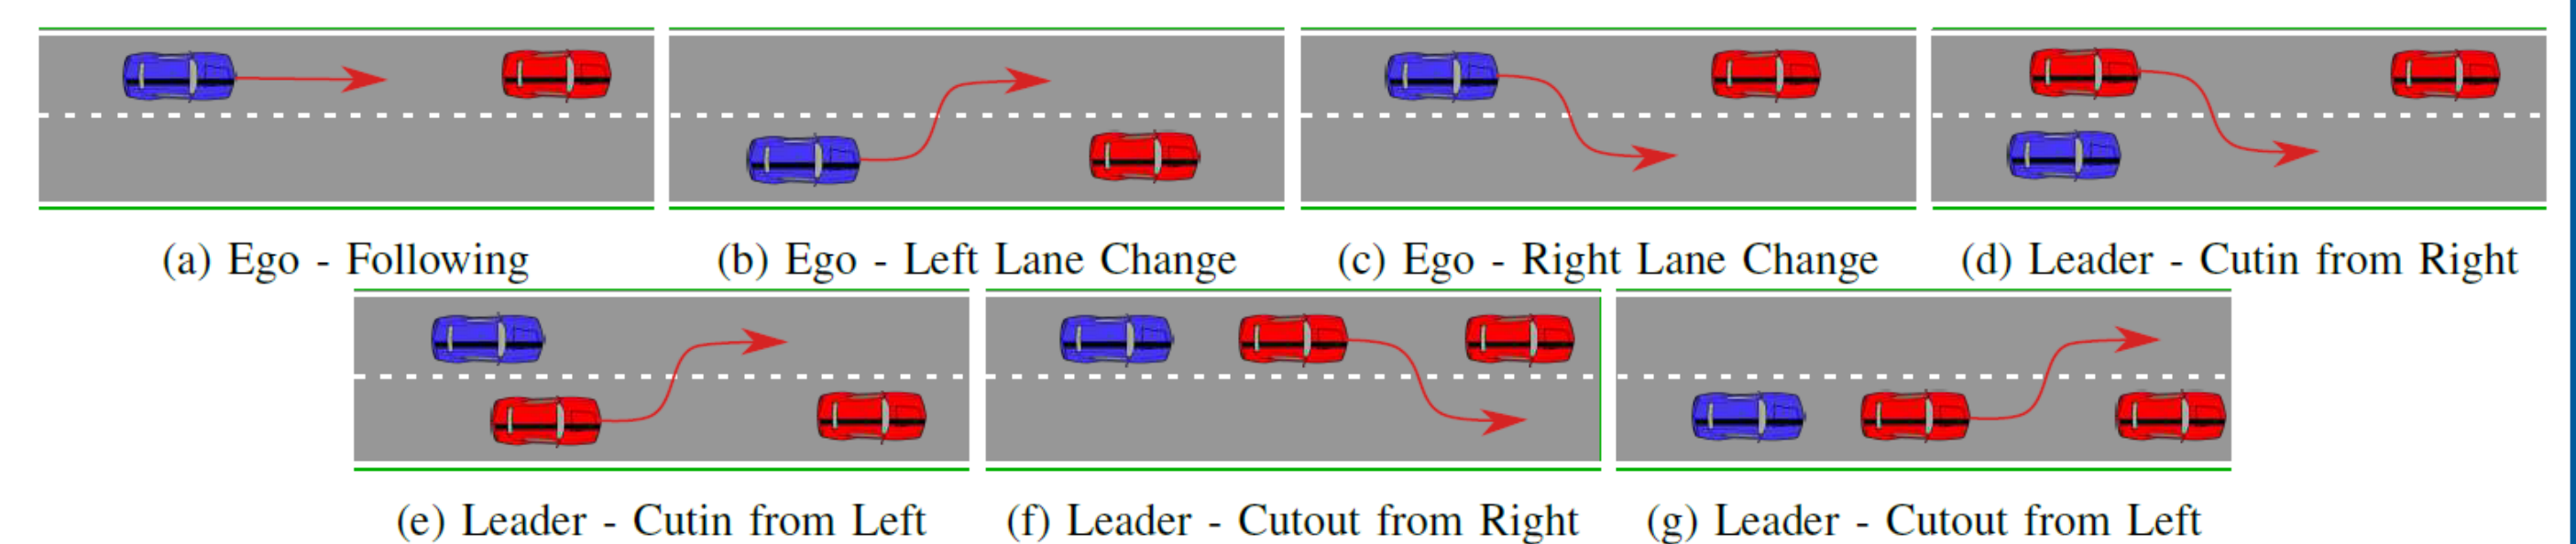 (a) Ego - Following
(b) Ego - Left Lane Change
(c) Ego - Right Lane Change
(d) Leader - Cutin from Right
(e) Leader - Cutin from Left
(f) Leader - Cutout from Right
(g) Leader - Cutout from Left